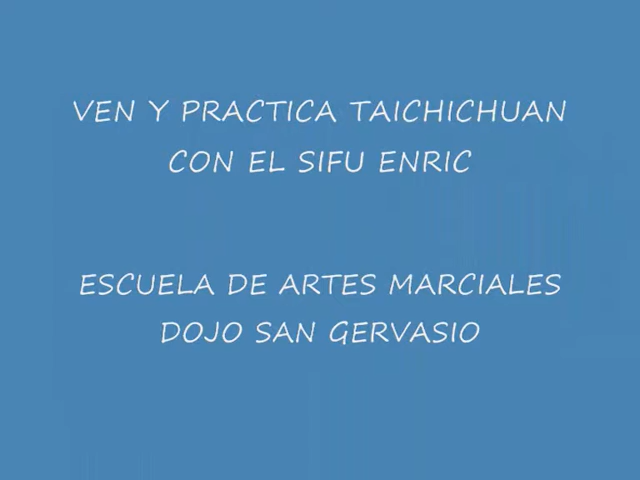 VEN Y PRACTICA TAICHICHUAN
CON EL SIFU ENRIC
ESCUELA DE ARTES MARCIALES
DOJO SAN GERVASIO